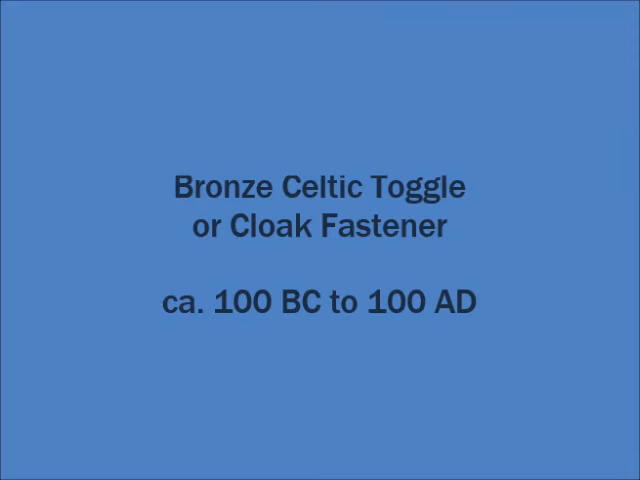 Bronze Celtic Toggle
or Cloak Fastener
ca. 100 BC to 100 AD